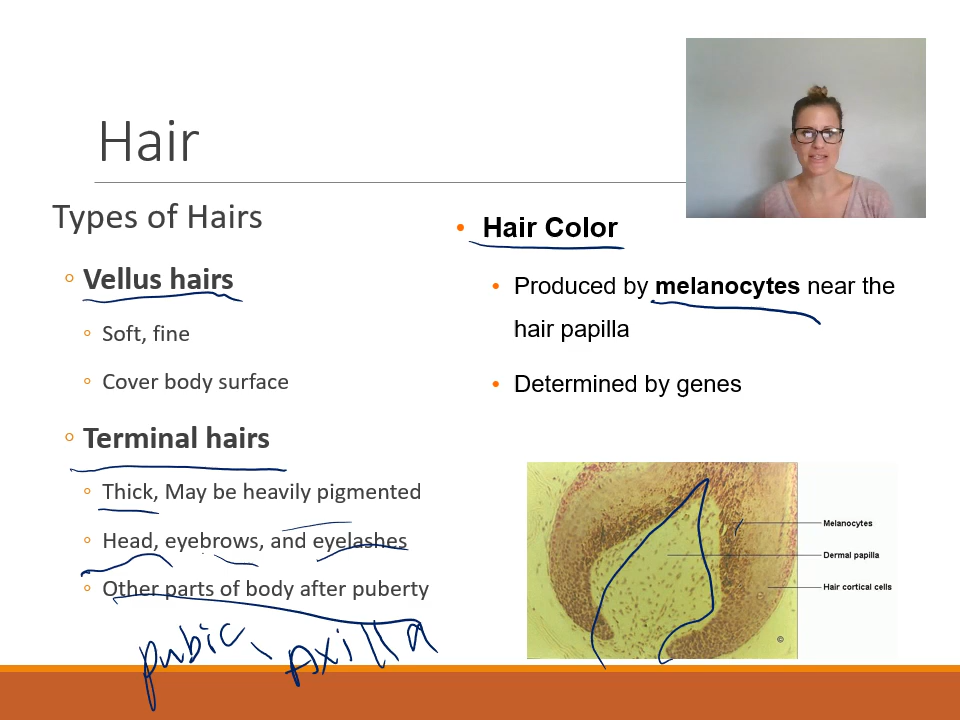 Hair
Types of Hairs
Vellus hairs
Soft, fine
Cover body surface
Terminal hairs
Thick, May be heavily pigmented
Head, eyebrows, and eyelashes
Other parts of body after puberty
pubic, Axilla
• Hair Color
• Produced by melanocytes near the
hair papilla
• Determined by genes
Melanocytes
Dermal papilla
Hair cortical cells
©